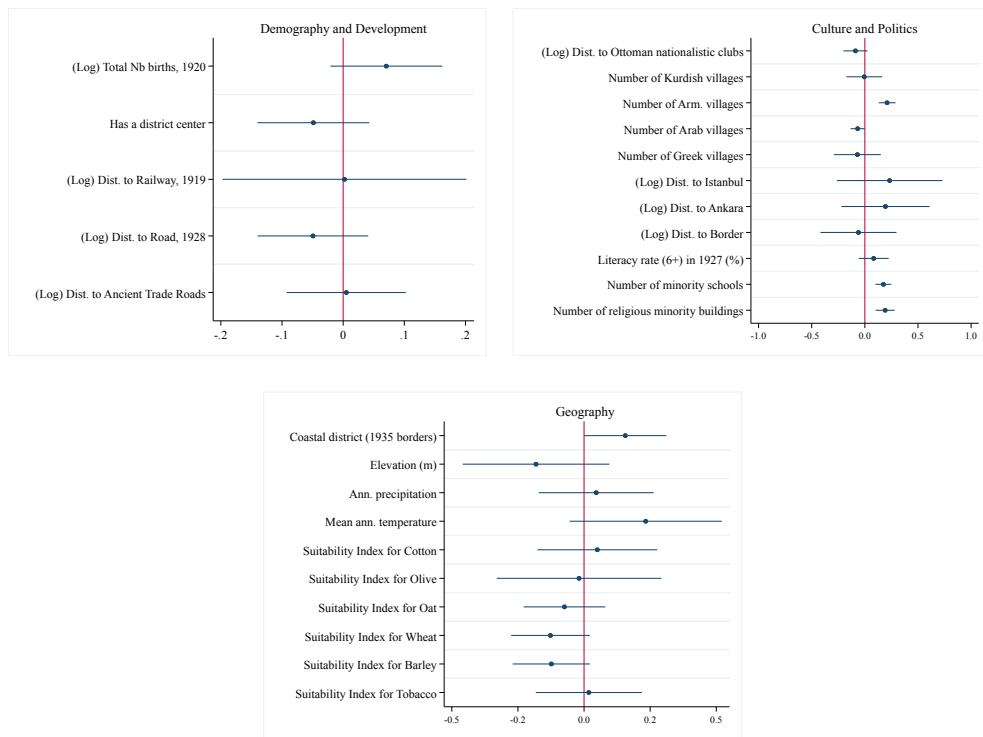 Demography and Development
(Log) Total Nb births, 1920
Has a district center
(Log) Dist. to Railway, 1919
(Log) Dist. to Road, 1928
(Log) Dist. to Ancient Trade Roads
-.2 -.1 0 .1 .2
Culture and Politics
(Log) Dist. to Ottoman nationalistic clubs
Number of Kurdish villages
Number of Arm. villages
Number of Arab villages
Number of Greek villages
(Log) Dist. to Istanbul
(Log) Dist. to Ankara
(Log) Dist. to Border
Literacy rate (6+) in 1927 (%)
Number of minority schools
Number of religious minority buildings
-1.0 -0.5 0.0 0.5 1.0
Geography
Coastal district (1935 borders)
Elevation (m)
Ann. precipitation
Mean ann. temperature
Suitability Index for Cotton
Suitability Index for Olive
Suitability Index for Oat
Suitability Index for Wheat
Suitability Index for Barley
Suitability Index for Tobacco
-0.5 -0.2 0.0 0.2 0.5